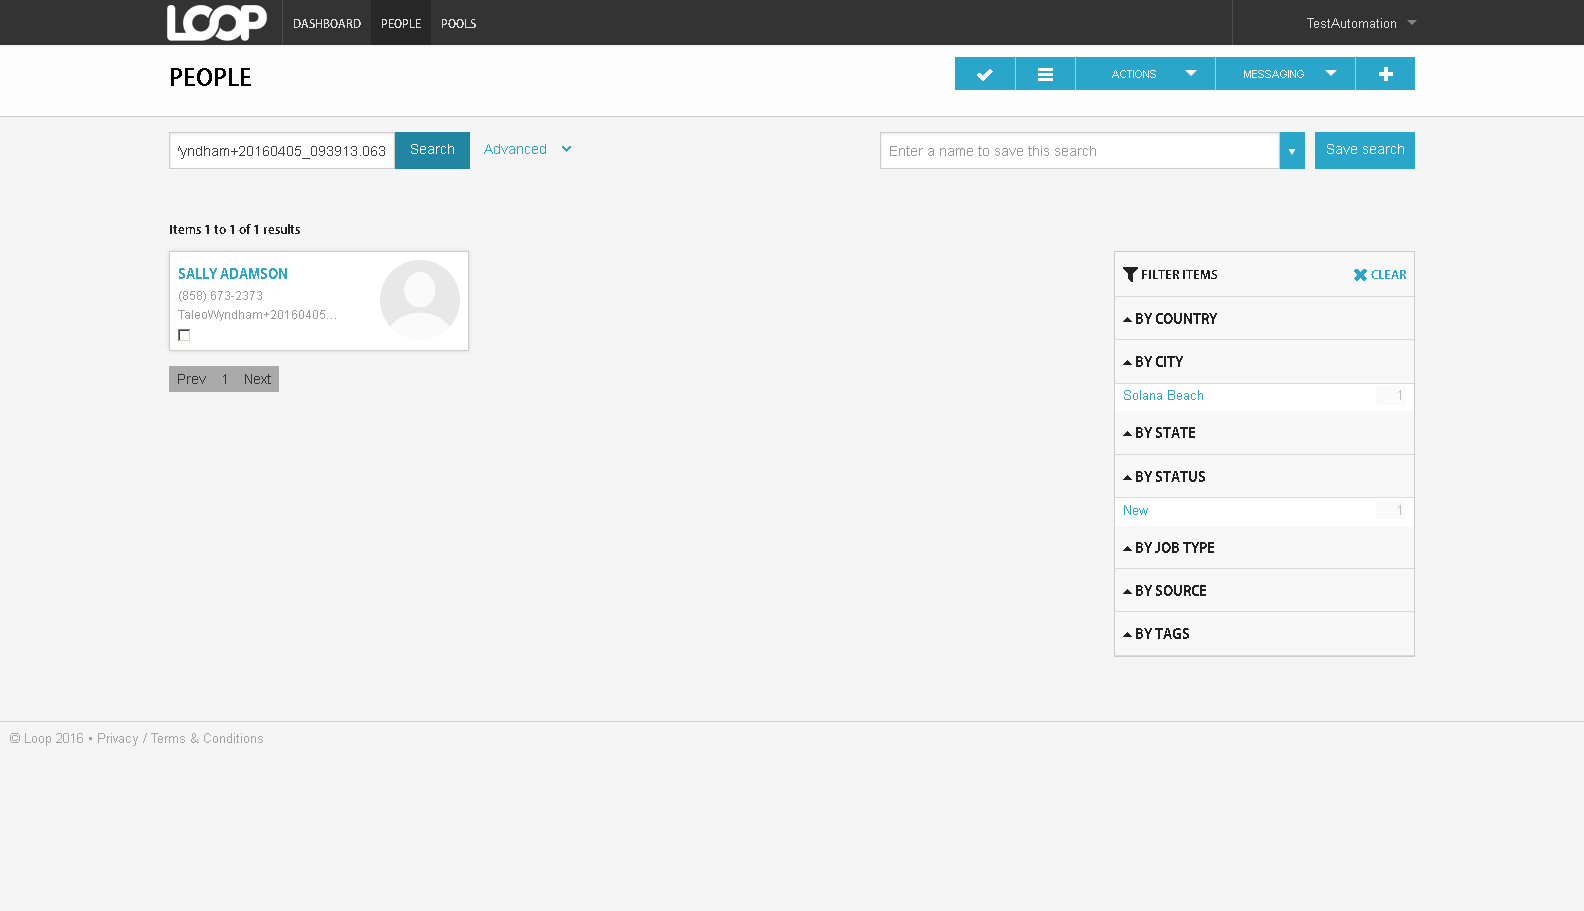 LOOP DASHBOARD PEOPLE POOLS TestAutomation
PEOPLE ACTIONS MESSAGING
yndham+20160405_093913.063 Search Advanced Enter a name to save this search Save search
Items 1 to 1 of 1 results
SALLY ADAMSON
(858) 673-2373
TaleoWyndham+20160405...
Prev 1 Next
FILTER ITEMS CLEAR
BY COUNTRY
BY CITY
Solana Beach 1
BY STATE
BY STATUS
New 1
BY JOB TYPE
BY SOURCE
BY TAGS
© Loop 2016 • Privacy / Terms & Conditions